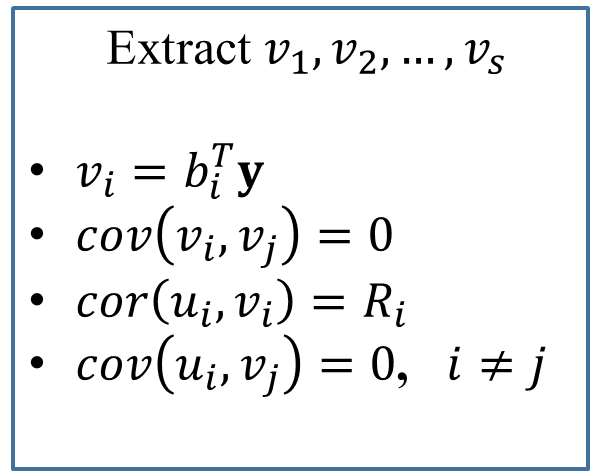 Extract 𝑣₁, 𝑣₂, … , 𝑣ₛ
• 𝑣ᵢ = 𝑏ᵢᵀ𝐲
• 𝑐𝑜𝑣(𝑣ᵢ, 𝑣ⱼ) = 0
• 𝑐𝑜𝑟(𝑢ᵢ, 𝑣ᵢ) = 𝑅ᵢ
• 𝑐𝑜𝑣(𝑢ᵢ, 𝑣ⱼ) = 0, 𝑖 ≠ 𝑗